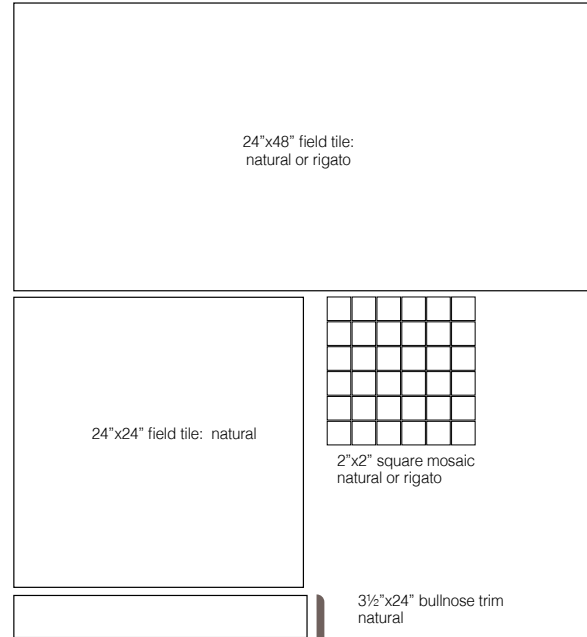 24”x48” field tile:
natural or rigato
24”x24” field tile:  natural
2”x2” square mosaic
natural or rigato
3½”x24” bullnose trim
natural